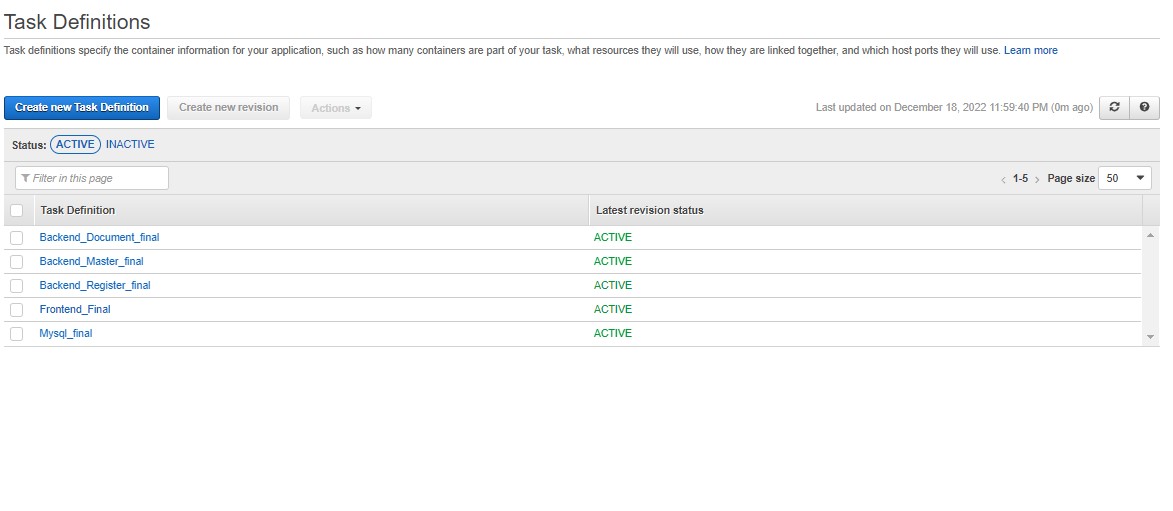 Task Definitions
Task definitions specify the container information for your application, such as how many containers are part of your task, what resources they will use, how they are linked together, and which host ports they will use. Learn more
Create new Task Definition Create new revision Actions Last updated on December 18, 2022 11:59:40 PM (0m ago)
Status: ACTIVE INACTIVE
Filter in this page 1-5 Page size 50
Task Definition Latest revision status
Backend_Document_final ACTIVE
Backend_Master_final ACTIVE
Backend_Register_final ACTIVE
Frontend_Final ACTIVE
Mysql_final ACTIVE